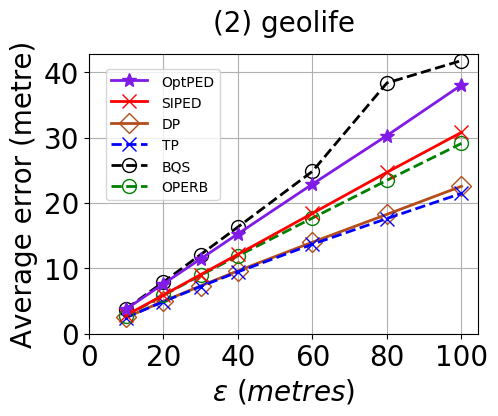 (2) geolife
Average error (metre)
40
30
20
10
0
OptPED
SIPED
DP
TP
BQS
OPERB
0 20 40 60 80 100
ε (metres)